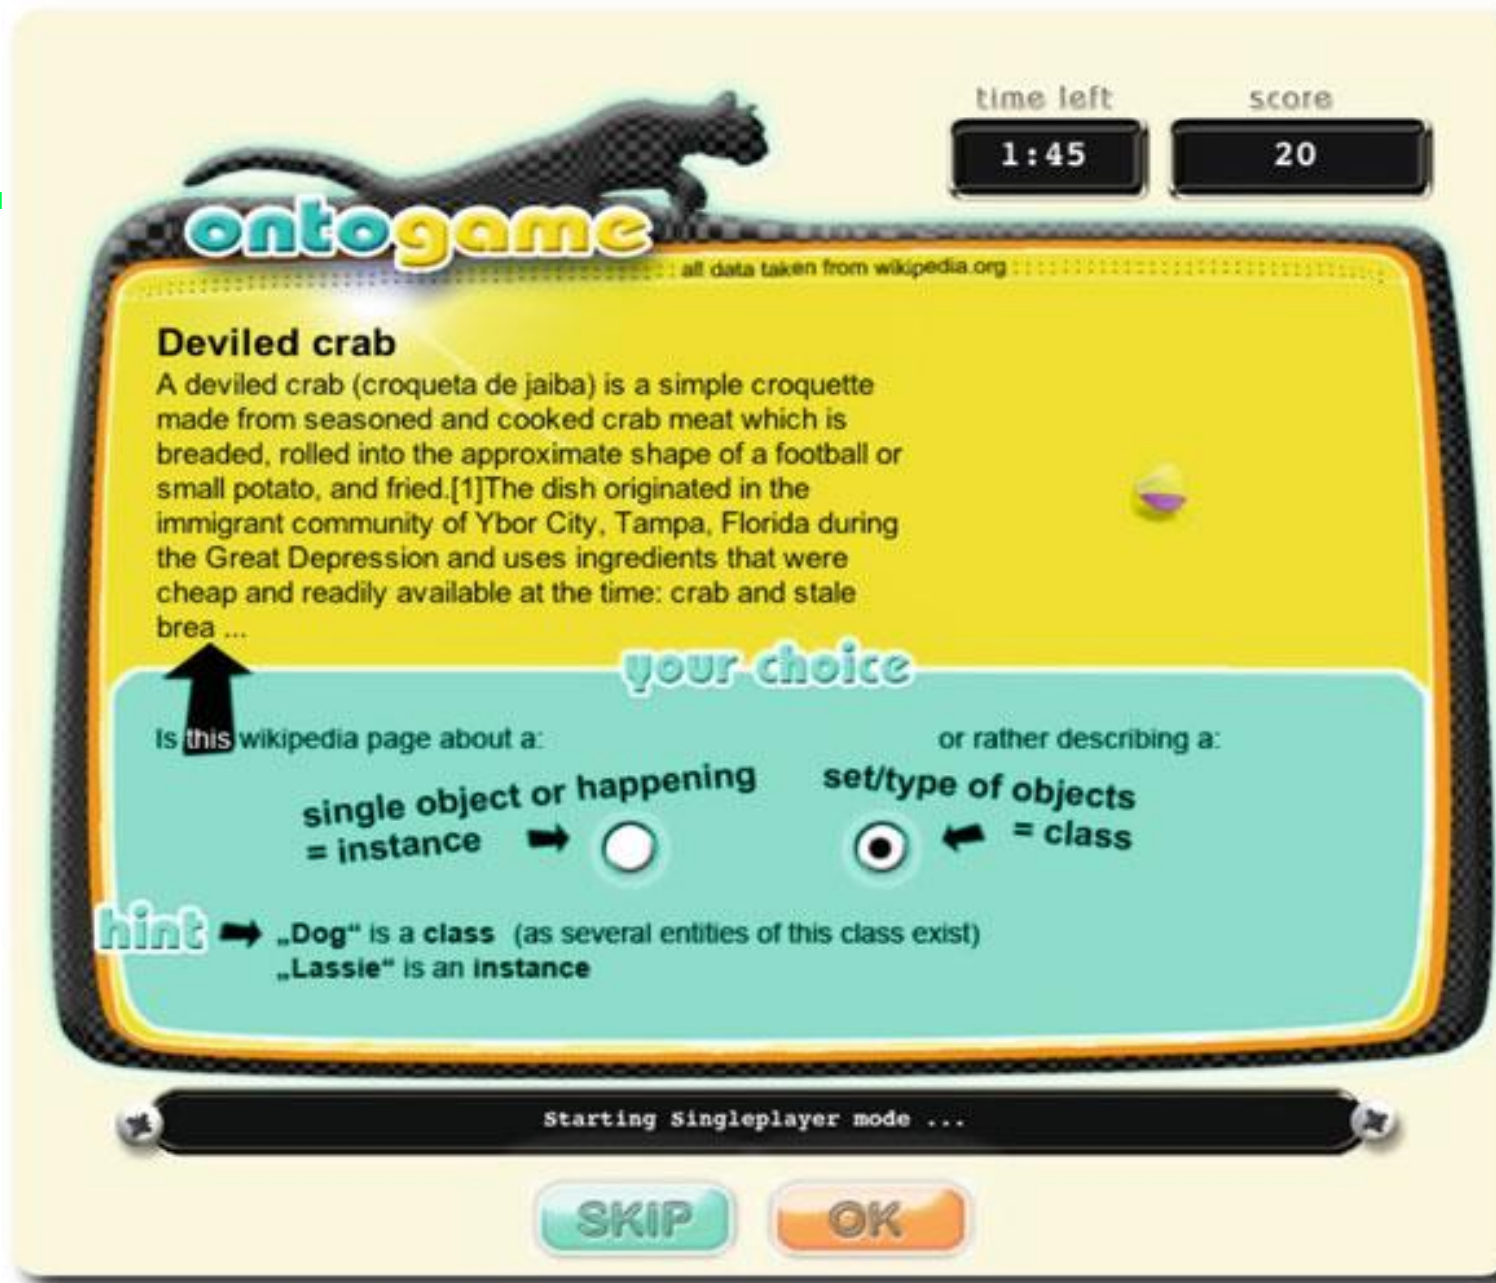 time left
score
1:45
20
ontogame
all data taken from wikipedia.org
Deviled crab
A deviled crab (croqueta de jaiba) is a simple croquette
made from seasoned and cooked crab meat which is
breaded, rolled into the approximate shape of a football or
small potato, and fried.[1]The dish originated in the
immigrant community of Ybor City, Tampa, Florida during
the Great Depression and uses ingredients that were
cheap and readily available at the time: crab and stale
brea ...
your choice
Is this wikipedia page about a:
or rather describing a:
single object or happening
= instance
set/type of objects
= class
hint
„Dog“ is a class (as several entities of this class exist)
„Lassie“ is an instance
Starting Singleplayer mode ...
SKIP
OK